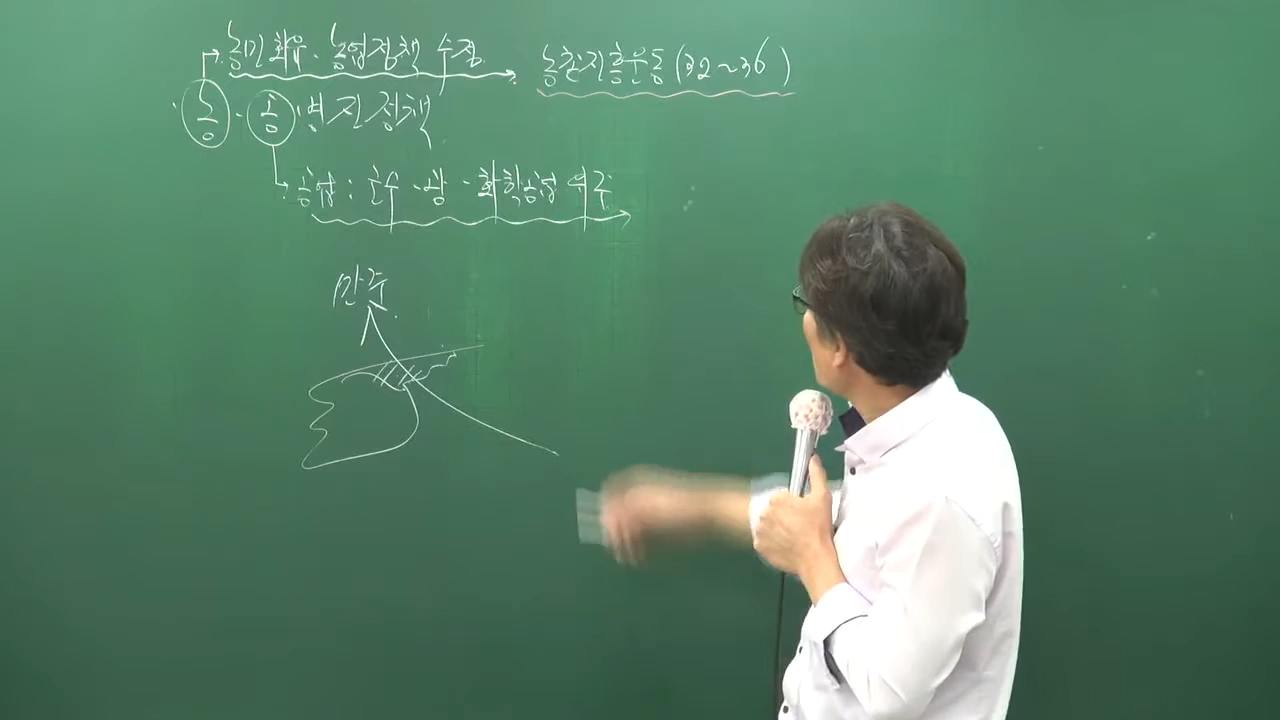 농민회유·농업정책 수정 → 농촌진흥운동(32~36)
농·공·병진정책
공업: 군수·상·화학공업 위주
만주